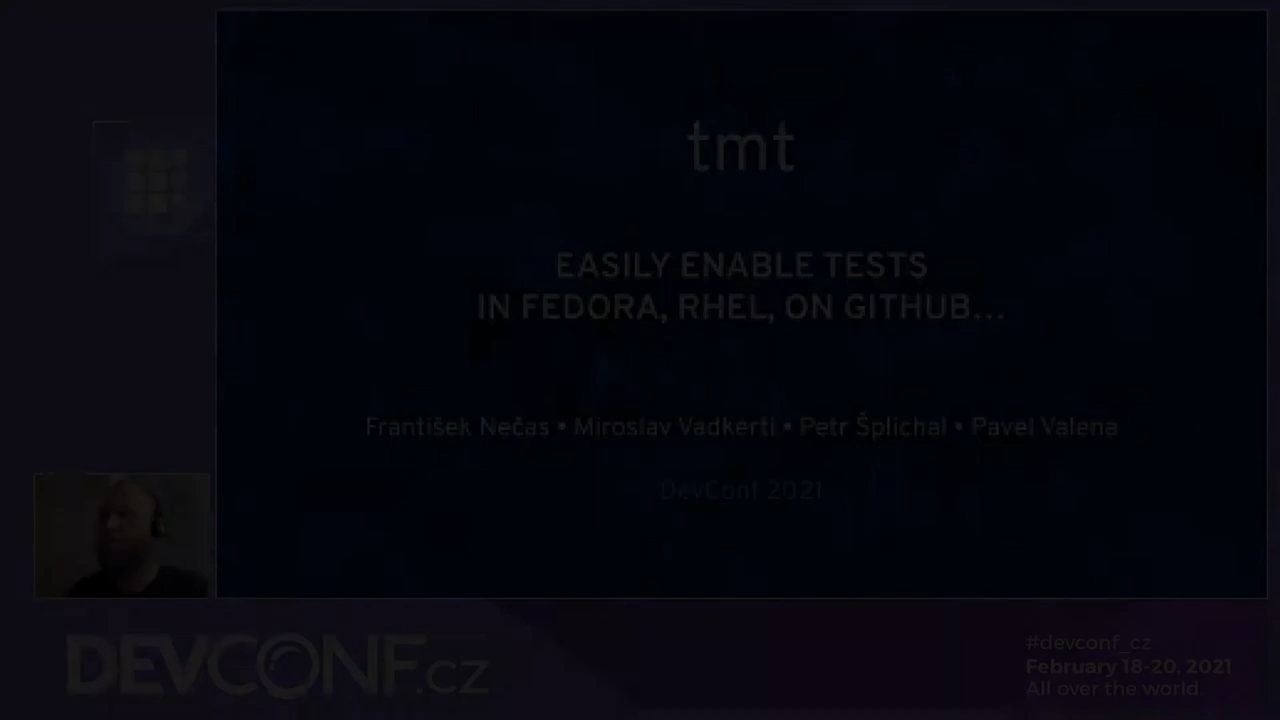 tmt
EASILY ENABLE TESTS
IN FEDORA, RHEL, ON GITHUB...
František Nečas • Miroslav Vadkerti • Petr Šplíchal • Pavel Valena
DevConf 2021
DEVCONF.CZ
#devconf_cz
February 18-20, 2021
All over the world